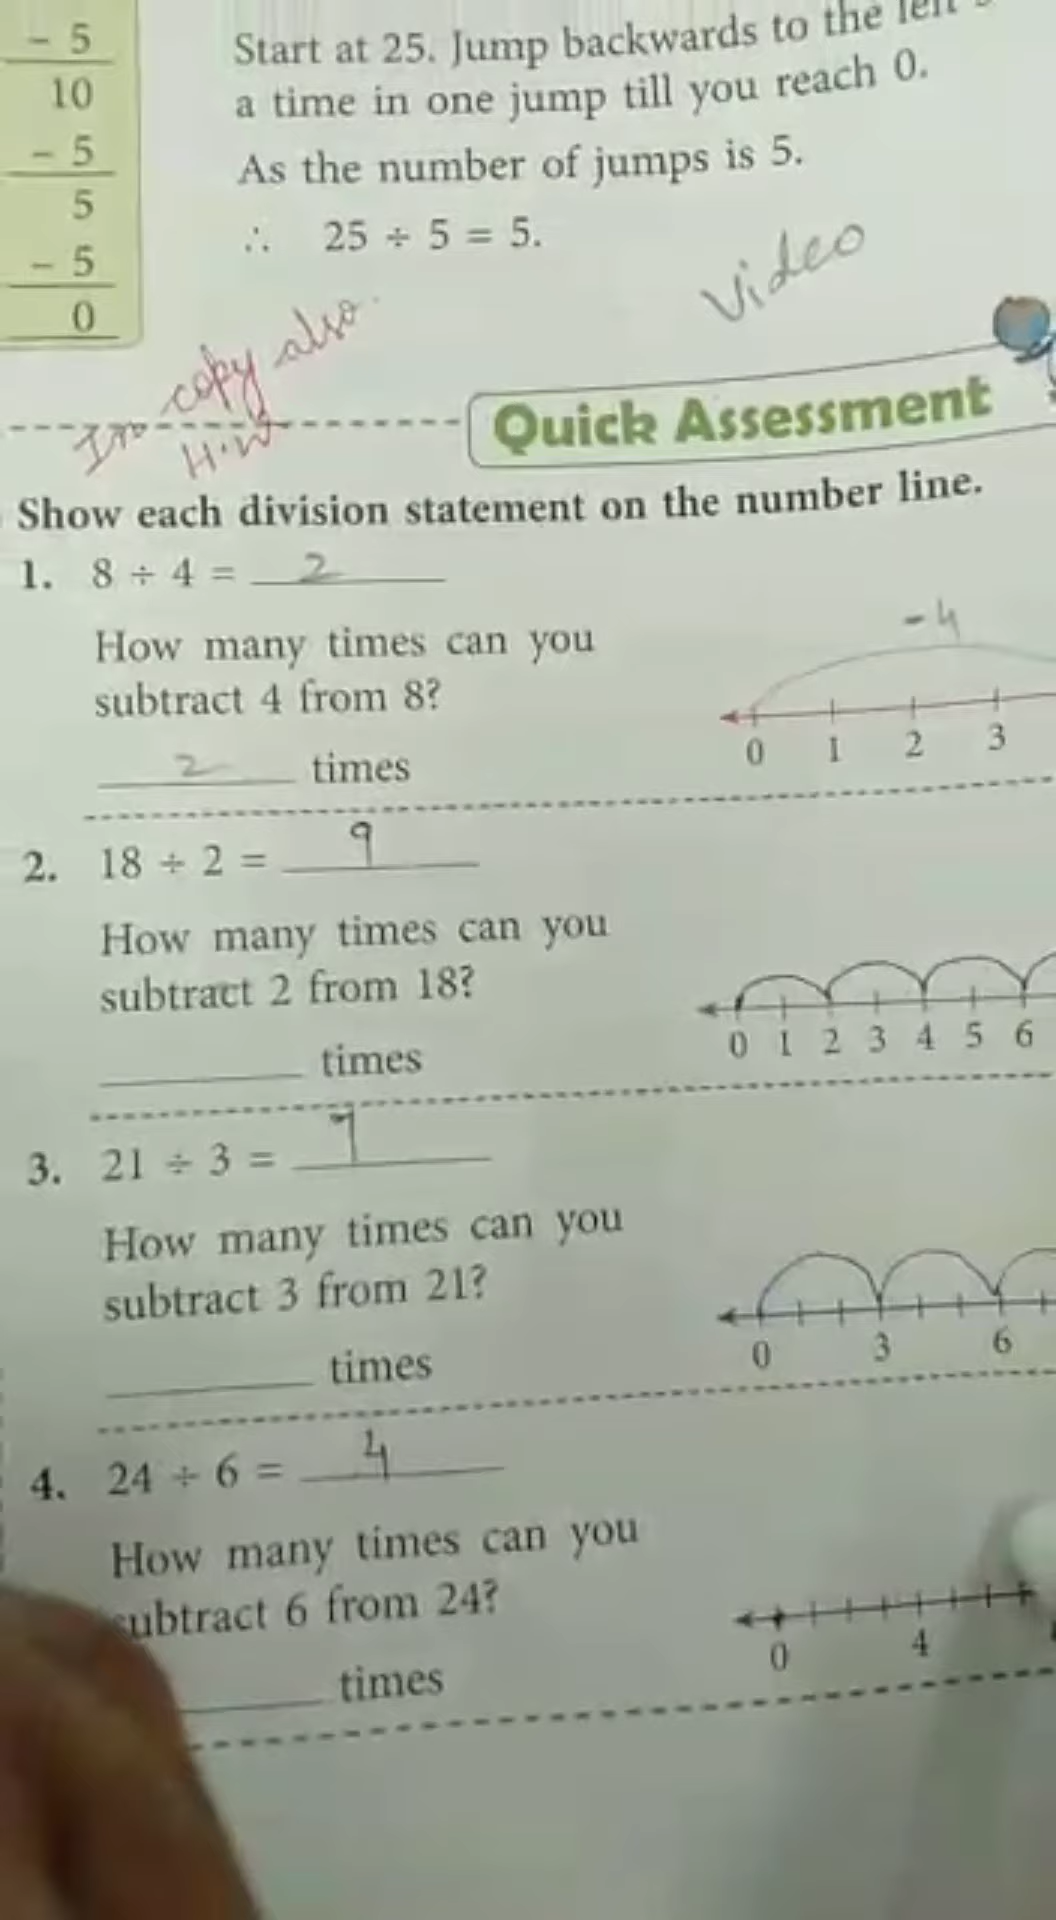 - 5
10
- 5
5
- 5
0
Start at 25. Jump backwards to the left
a time in one jump till you reach 0.
As the number of jumps is 5.
∴ 25 ÷ 5 = 5.
video
copy also.
H.W
Quick Assessment
Show each division statement on the number line.
1. 8 ÷ 4 = 2
How many times can you
subtract 4 from 8?
2 times
-4
0 1 2 3
2. 18 ÷ 2 = 9
How many times can you
subtract 2 from 18?
____ times
0 1 2 3 4 5 6
3. 21 ÷ 3 = 7
How many times can you
subtract 3 from 21?
____ times
0 3 6
4. 24 ÷ 6 = 4
How many times can you
subtract 6 from 24?
____ times
0 4